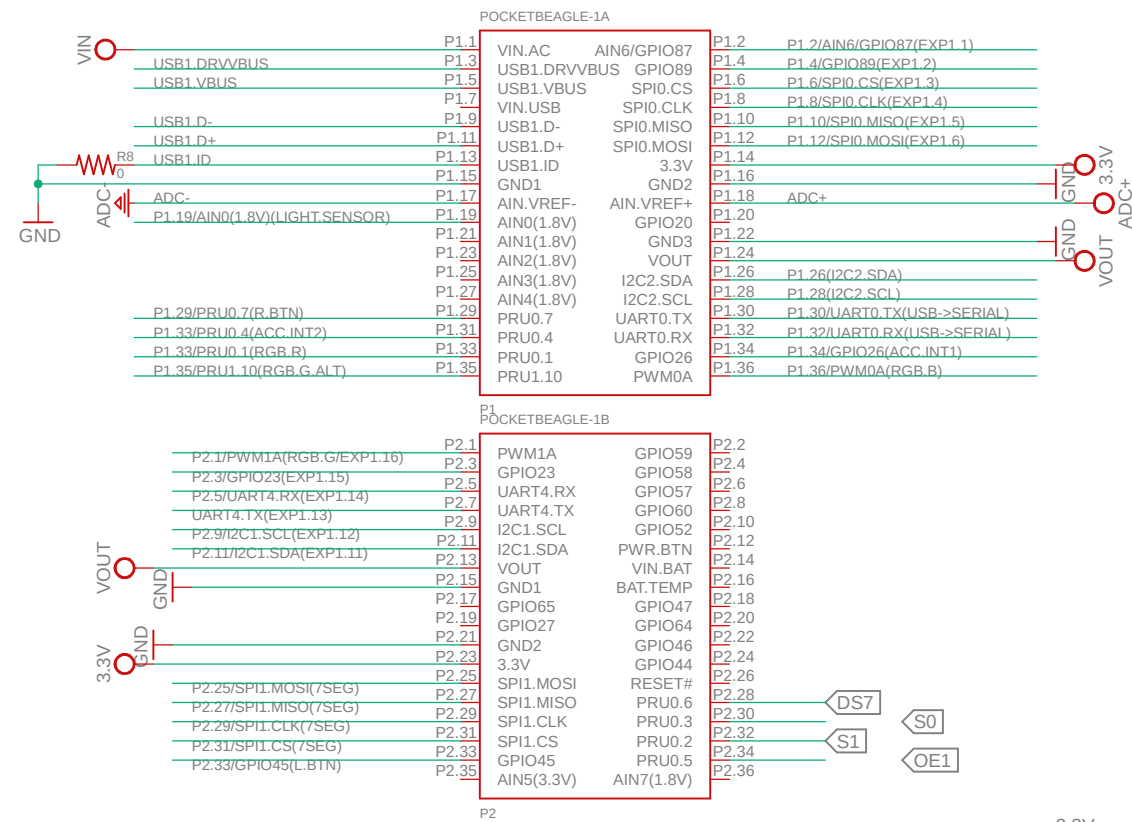 POCKETBEAGLE-1A
VIN
P1.1 VIN.AC AIN6/GPIO87 P1.2 P1.2/AIN6/GPIO87(EXP1.1)
USB1.DRVVBUS P1.3 USB1.DRVVBUS GPIO89 P1.4 P1.4/GPIO89(EXP1.2)
USB1.VBUS P1.5 USB1.VBUS SPI0.CS P1.6 P1.6/SPI0.CS(EXP1.3)
P1.7 VIN.USB SPI0.CLK P1.8 P1.8/SPI0.CLK(EXP1.4)
USB1.D- P1.9 USB1.D- SPI0.MISO P1.10 P1.10/SPI0.MISO(EXP1.5)
USB1.D+ P1.11 USB1.D+ SPI0.MOSI P1.12 P1.12/SPI0.MOSI(EXP1.6)
R8 0 USB1.ID P1.13 USB1.ID 3.3V P1.14 3.3V
P1.15 GND1 GND2 P1.16 GND
ADC- ADC- P1.17 AIN.VREF- AIN.VREF+ P1.18 ADC+ ADC+
GND P1.19/AIN0(1.8V)(LIGHT.SENSOR) P1.19 AIN0(1.8V) GPIO20 P1.20
P1.21 AIN1(1.8V) GND3 P1.22 GND
P1.23 AIN2(1.8V) VOUT P1.24 VOUT
P1.25 AIN3(1.8V) I2C2.SDA P1.26 P1.26(I2C2.SDA)
P1.27 AIN4(1.8V) I2C2.SCL P1.28 P1.28(I2C2.SCL)
P1.29/PRU0.7(R.BTN) P1.29 PRU0.7 UART0.TX P1.30 P1.30/UART0.TX(USB->SERIAL)
P1.33/PRU0.4(ACC.INT2) P1.31 PRU0.4 UART0.RX P1.32 P1.32/UART0.RX(USB->SERIAL)
P1.33/PRU0.1(RGB.R) P1.33 PRU0.1 GPIO26 P1.34 P1.34/GPIO26(ACC.INT1)
P1.35/PRU1.10(RGB.G.ALT) P1.35 PRU1.10 PWM0A P1.36 P1.36/PWM0A(RGB.B)
P1
POCKETBEAGLE-1B
P2.1/PWM1A(RGB.G/EXP1.16) P2.1 PWM1A GPIO59 P2.2
P2.3/GPIO23(EXP1.15) P2.3 GPIO23 GPIO58 P2.4
P2.5/UART4.RX(EXP1.14) P2.5 UART4.RX GPIO57 P2.6
UART4.TX(EXP1.13) P2.7 UART4.TX GPIO60 P2.8
P2.9/I2C1.SCL(EXP1.12) P2.9 I2C1.SCL GPIO52 P2.10
P2.11/I2C1.SDA(EXP1.11) P2.11 I2C1.SDA PWR.BTN P2.12
VOUT P2.13 VOUT VIN.BAT P2.14
GND P2.15 GND1 BAT.TEMP P2.16
P2.17 GPIO65 GPIO47 P2.18
P2.19 GPIO27 GPIO64 P2.20
GND P2.21 GND2 GPIO46 P2.22
3.3V P2.23 3.3V GPIO44 P2.24
P2.25/SPI1.MOSI(7SEG) P2.25 SPI1.MOSI RESET# P2.26
P2.27/SPI1.MISO(7SEG) P2.27 SPI1.MISO PRU0.6 P2.28 DS7
P2.29/SPI1.CLK(7SEG) P2.29 SPI1.CLK PRU0.3 P2.30 S0
P2.31/SPI1.CS(7SEG) P2.31 SPI1.CS PRU0.2 P2.32 S1
P2.33/GPIO45(L.BTN) P2.33 GPIO45 PRU0.5 P2.34 OE1
P2.35 AIN5(3.3V) AIN7(1.8V) P2.36
P2